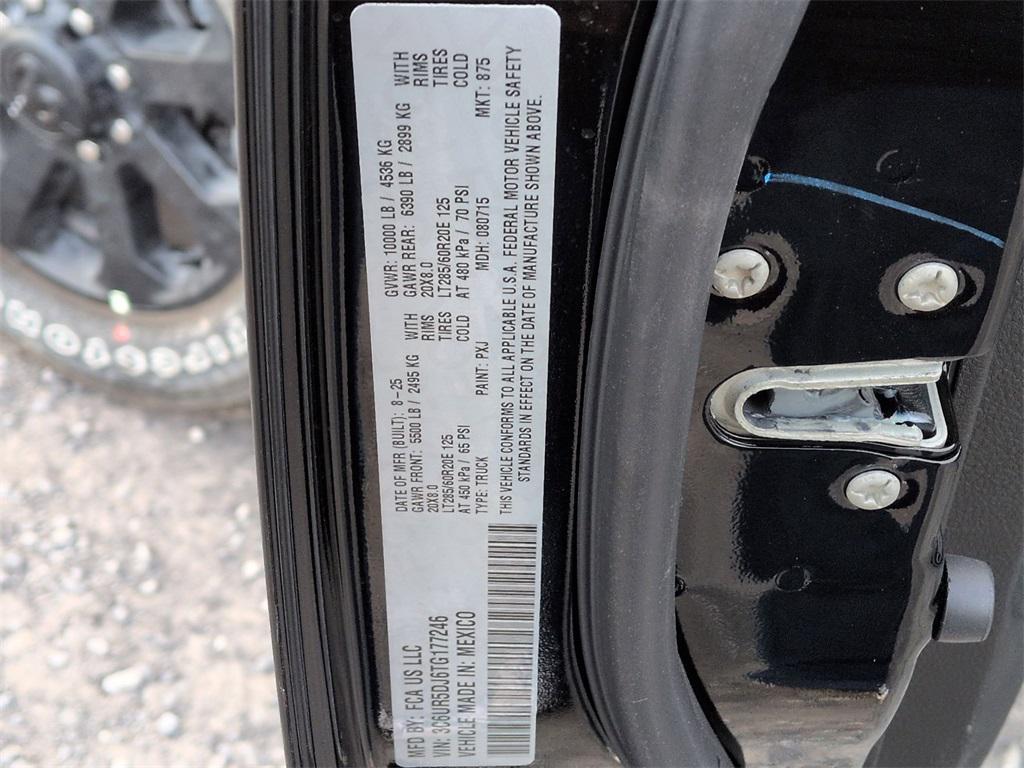 MFD BY: FCA US LLC
DATE OF MFR (BUILT): 8-25
GVWR: 10000 LB / 4536 KG
GAWR FRONT: 5500 LB / 2495 KG WITH
GAWR REAR: 6390 LB / 2899 KG WITH
20X8.0 RIMS
20X8.0 RIMS
LT285/60R20E 125 TIRES
LT285/60R20E 125 TIRES
AT 450 kPa / 65 PSI COLD
AT 480 kPa / 70 PSI COLD
VIN: 3C6UR5DJ6TG177246
TYPE: TRUCK
PAINT: PXJ
MDH: 080715
MKT: 875
VEHICLE MADE IN: MEXICO
THIS VEHICLE CONFORMS TO ALL APPLICABLE U.S.A. FEDERAL MOTOR VEHICLE SAFETY
STANDARDS IN EFFECT ON THE DATE OF MANUFACTURE SHOWN ABOVE.